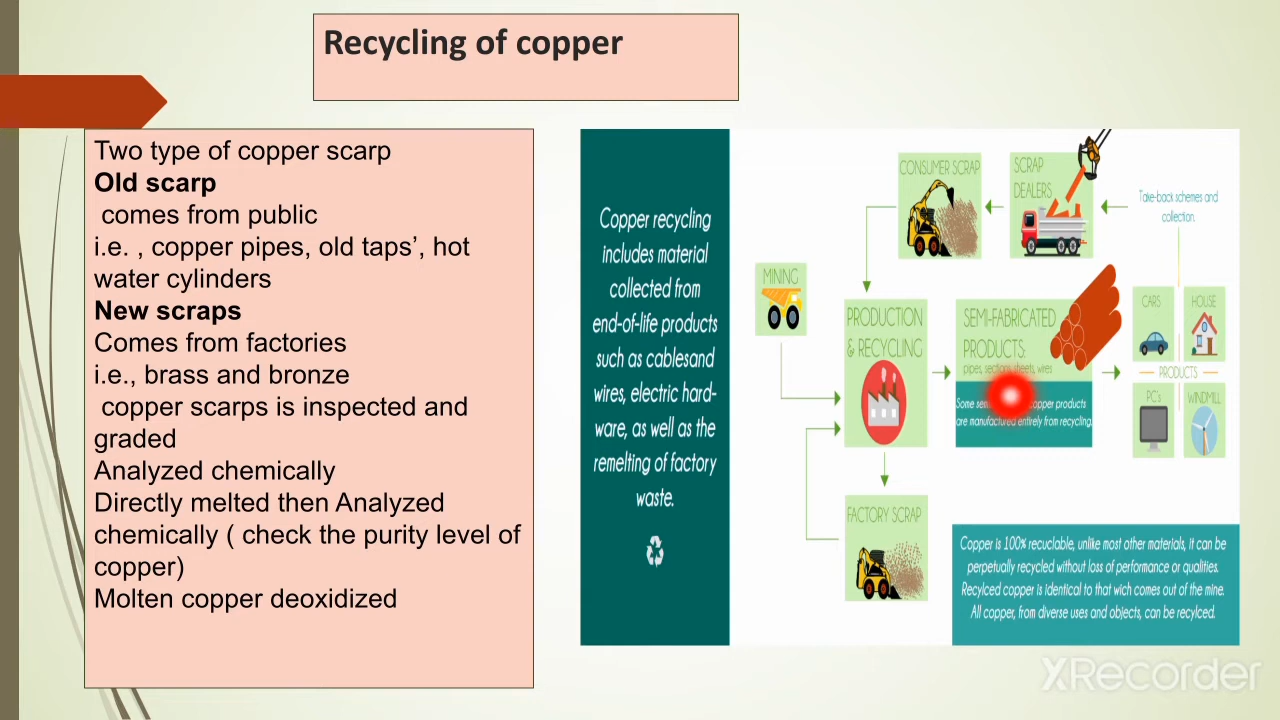 Recycling of copper
Two type of copper scarp
Old scarp
comes from public
i.e. , copper pipes, old taps’, hot
water cylinders
New scraps
Comes from factories
i.e., brass and bronze
copper scarps is inspected and
graded
Analyzed chemically
Directly melted then Analyzed
chemically ( check the purity level of
copper)
Molten copper deoxidized
Copper recycling
includes material
collected from
end-of-life products
such as cablesand
wires, electric hard-
ware, as well as the
remelting of factory
waste.
CONSUMER SCRAP
SCRAP
DEALERS
Take-back schemes and
collection.
MINING
PRODUCTION
& RECYCLING
SEMI-FABRICATED
PRODUCTS:
pipes, sections, sheets, wires
Some copper products
are manufactured entirely from recycling.
CARS
HOUSE
PRODUCTS
PC's
WINDMILL
FACTORY SCRAP
Copper is 100% recuclable, unlike most other materials, it can be
perpetually recycled without loss of performance or qualities.
Recylced copper is identical to that wich comes out of the mine.
All copper, from diverse uses and objects, can be recylced.
XRecorder